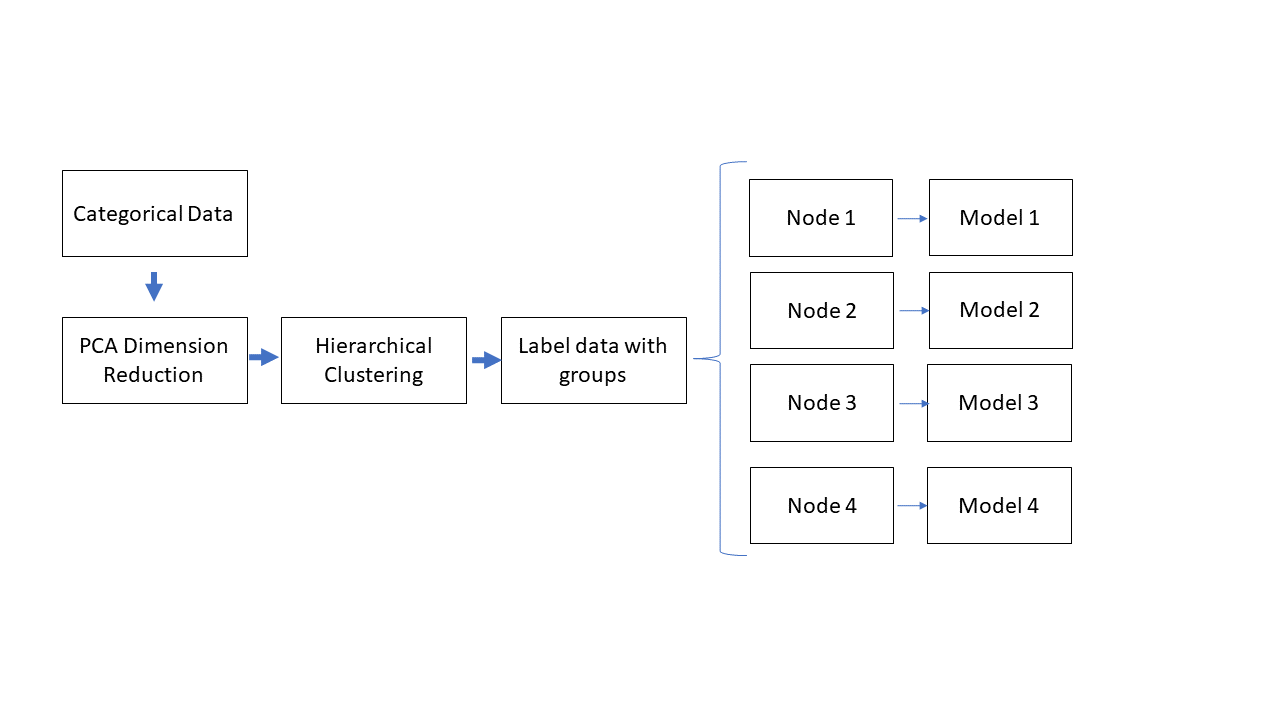 Categorical Data
PCA Dimension
Reduction
Hierarchical
Clustering
Label data with
groups
Node 1
Model 1
Node 2
Model 2
Node 3
Model 3
Node 4
Model 4